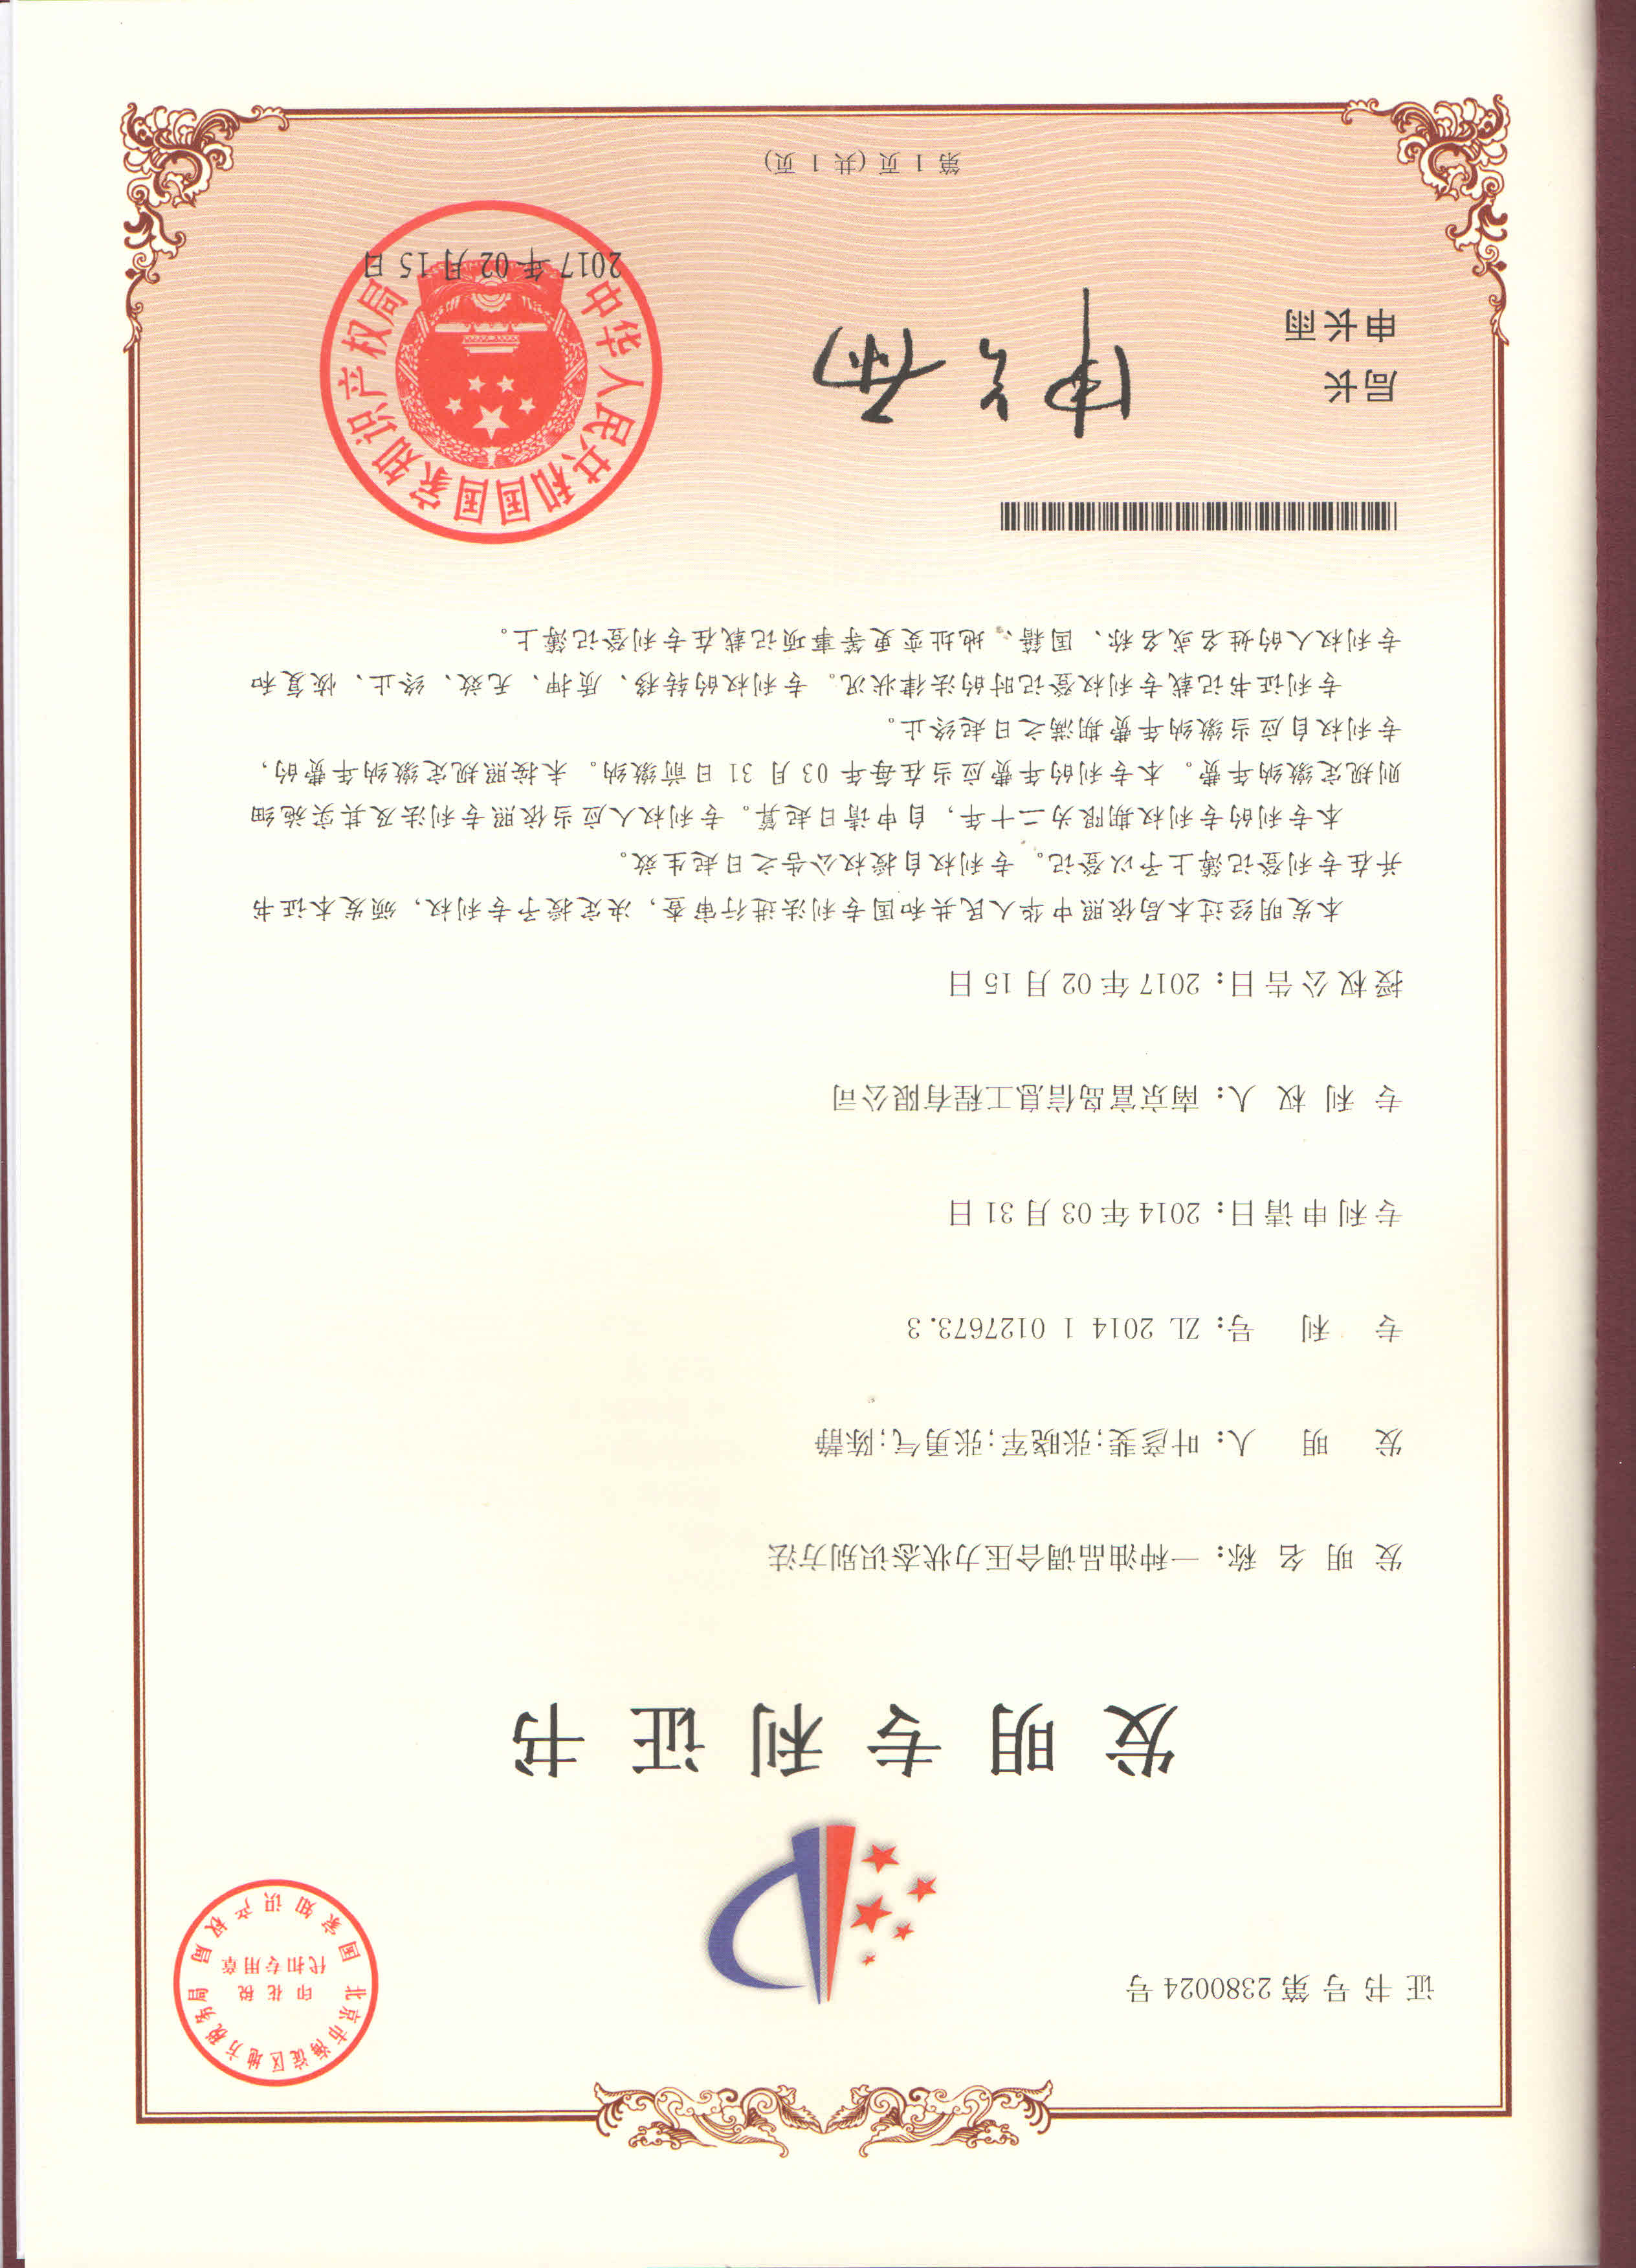 证书号第2380024号
北京市海淀区地方税务局
印花税
代扣专用章
国家知识产权局
发明专利证书
发明名称：一种油品调合压力状态识别方法
发明人：叶彦斐;张晓军;张勇气;陈静
专利号：ZL 2014 1 0127673.3
专利申请日：2014年03月31日
专利权人：南京富岛信息工程有限公司
授权公告日：2017年02月15日
本发明经过本局依照中华人民共和国专利法进行审查，决定授予专利权，颁发本证书
并在专利登记簿上予以登记。专利权自授权公告之日起生效。
本专利的专利权期限为二十年，自申请日起算。专利权人应当依照专利法及其实施细
则规定缴纳年费。本专利的年费应当在每年03月31日前缴纳。未按照规定缴纳年费的，
专利权自应当缴纳年费期满之日起终止。
专利证书记载专利权登记时的法律状况。专利权的转移、质押、无效、终止、恢复和
专利权人的姓名或名称、国籍、地址变更等事项记载在专利登记簿上。
局长
申长雨
申长雨
中华人民共和国国家知识产权局
2017年02月15日
第1页(共1页)